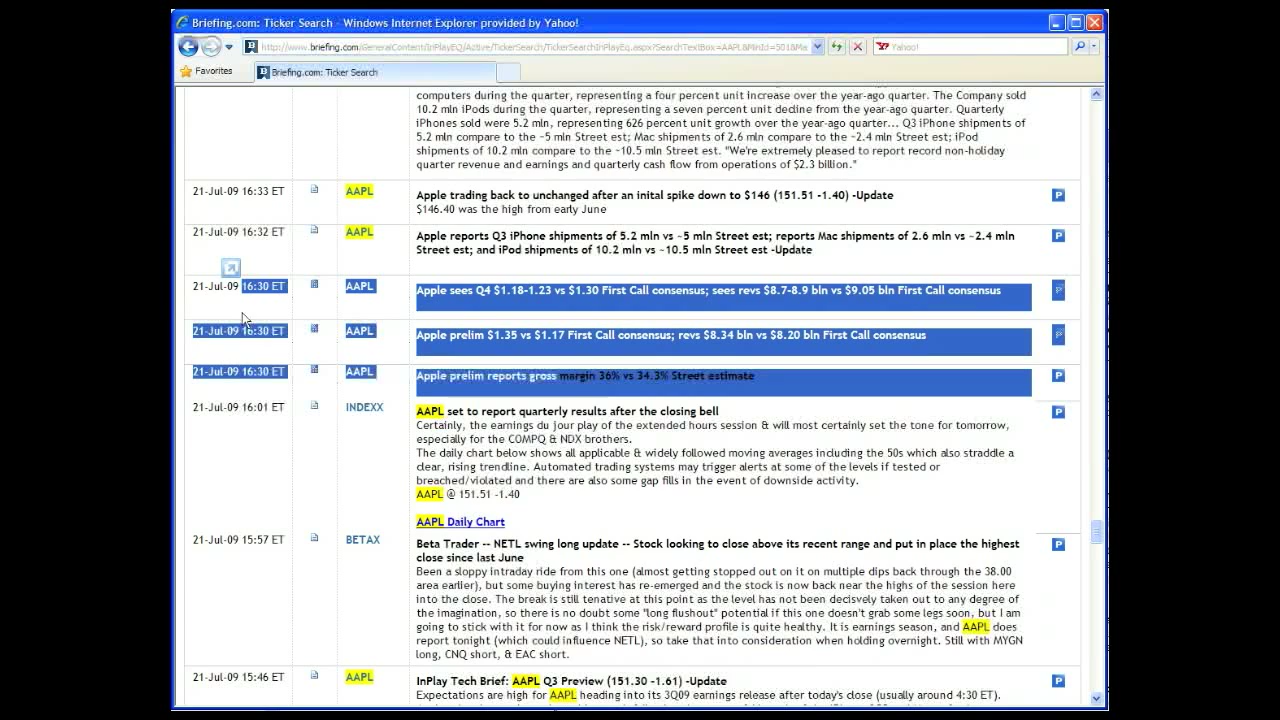 Briefing.com: Ticker Search - Windows Internet Explorer provided by Yahoo!
http://www.briefing.com/GeneralContent/InPlayEQ/Active/TickerSearch/TickerSearchInPlayEq.aspx?SearchTextBox=AAPL&MinId=501&Ma
Yahoo!
Favorites
Briefing.com: Ticker Search
computers during the quarter, representing a four percent unit increase over the year-ago quarter. The Company sold
10.2 mln iPods during the quarter, representing a seven percent unit decline from the year-ago quarter. Quarterly
iPhones sold were 5.2 mln, representing 626 percent unit growth over the year-ago quarter... Q3 iPhone shipments of
5.2 mln compare to the ~5 mln Street est; Mac shipments of 2.6 mln compare to the ~2.4 mln Street est; iPod
shipments of 10.2 mln compare to the ~10.5 mln Street est. "We're extremely pleased to report record non-holiday
quarter revenue and earnings and quarterly cash flow from operations of $2.3 billion."
21-Jul-09 16:33 ET AAPL Apple trading back to unchanged after an inital spike down to $146 (151.51 -1.40) -Update P
$146.40 was the high from early June
21-Jul-09 16:32 ET AAPL Apple reports Q3 iPhone shipments of 5.2 mln vs ~5 mln Street est; reports Mac shipments of 2.6 mln vs ~2.4 mln P
Street est; and iPod shipments of 10.2 mln vs ~10.5 mln Street est -Update
21-Jul-09 16:30 ET AAPL Apple sees Q4 $1.18-1.23 vs $1.30 First Call consensus; sees revs $8.7-8.9 bln vs $9.05 bln First Call consensus P
21-Jul-09 16:30 ET AAPL Apple prelim $1.35 vs $1.17 First Call consensus; revs $8.34 bln vs $8.20 bln First Call consensus P
21-Jul-09 16:30 ET AAPL Apple prelim reports gross margin 36% vs 34.3% Street estimate P
21-Jul-09 16:01 ET INDEXX AAPL set to report quarterly results after the closing bell P
Certainly, the earnings du jour play of the extended hours session & will most certainly set the tone for tomorrow,
especially for the COMPQ & NDX brothers.
The daily chart below shows all applicable & widely followed moving averages including the 50s which also straddle a
clear, rising trendline. Automated trading systems may trigger alerts at some of the levels if tested or
breached/violated and there are also some gap fills in the event of downside activity.
AAPL @ 151.51 -1.40
AAPL Daily Chart
21-Jul-09 15:57 ET BETAX Beta Trader -- NETL swing long update -- Stock looking to close above its recent range and put in place the highest P
close since last June
Been a sloppy intraday ride from this one (almost getting stopped out on it on multiple dips back through the 38.00
area earlier), but some buying interest has re-emerged and the stock is now back near the highs of the session here
into the close. The break is still tenative at this point as the level has not been decisvely taken out to any degree of
the imagination, so there is no doubt some "long flushout" potential if this one doesn't grab some legs soon, but I am
going to stick with it for now as I think the risk/reward profile is quite healthy. It is earnings season, and AAPL does
report tonight (which could influence NETL), so take that into consideration when holding overnight. Still with MYGN
long, CNQ short, & EAC short.
21-Jul-09 15:46 ET AAPL InPlay Tech Brief: AAPL Q3 Preview (151.30 -1.61) -Update P
Expectations are high for AAPL heading into its 3Q09 earnings release after today's close (usually around 4:30 ET).